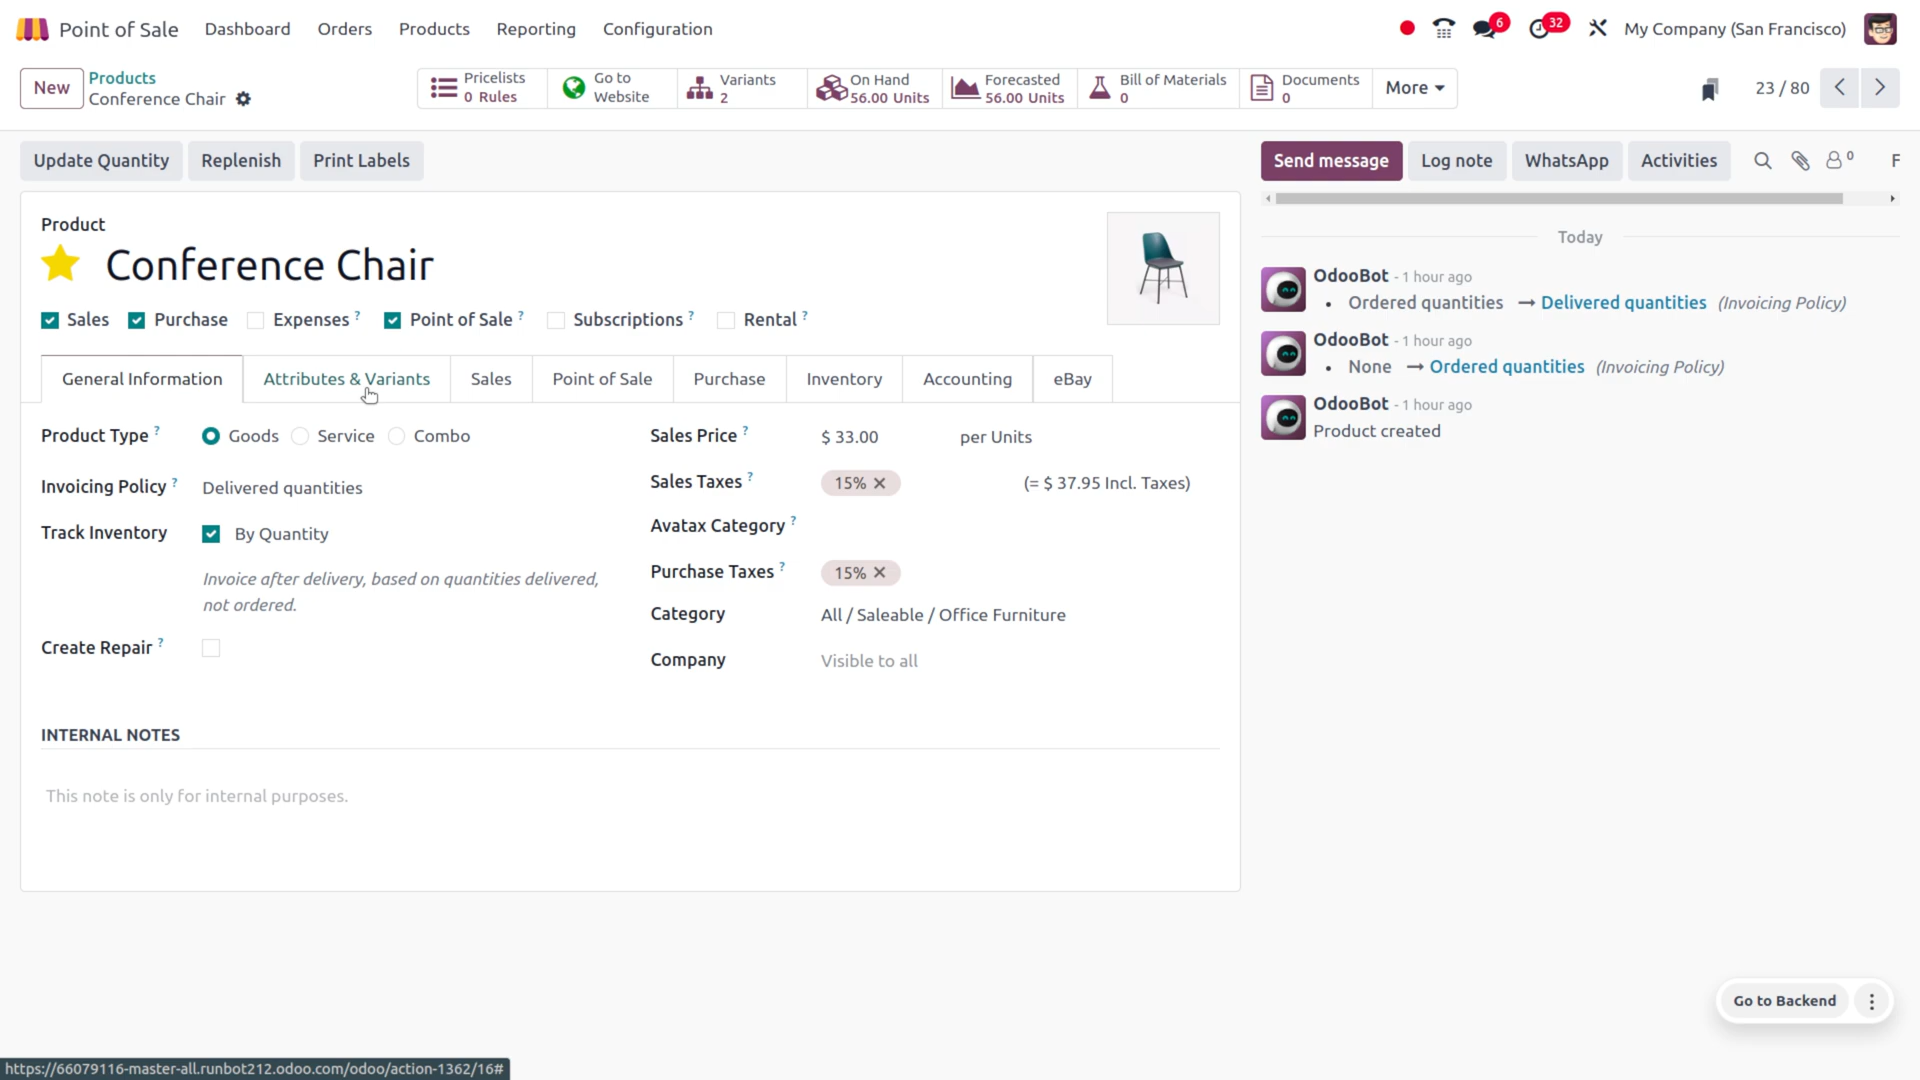 Point of Sale
Dashboard
Orders
Products
Reporting
Configuration
6
32
My Company (San Francisco)
New
Products
Conference Chair
Pricelists
0 Rules
Go to
Website
Variants
2
On Hand
56.00 Units
Forecasted
56.00 Units
Bill of Materials
0
Documents
0
More
23 / 80
Update Quantity
Replenish
Print Labels
Send message
Log note
WhatsApp
Activities
0
F
Product
Conference Chair
Sales
Purchase
Expenses ?
Point of Sale ?
Subscriptions ?
Rental ?
General Information
Attributes & Variants
Sales
Point of Sale
Purchase
Inventory
Accounting
eBay
Product Type ?
Goods
Service
Combo
Invoicing Policy ?
Delivered quantities
Track Inventory
By Quantity
Invoice after delivery, based on quantities delivered,
not ordered.
Create Repair ?
Sales Price ?
$ 33.00
per Units
Sales Taxes ?
15%
(= $ 37.95 Incl. Taxes)
Avatax Category ?
Purchase Taxes ?
15%
Category
All / Saleable / Office Furniture
Company
Visible to all
INTERNAL NOTES
This note is only for internal purposes.
Today
OdooBot - 1 hour ago
• Ordered quantities → Delivered quantities (Invoicing Policy)
OdooBot - 1 hour ago
• None → Ordered quantities (Invoicing Policy)
OdooBot - 1 hour ago
Product created
Go to Backend
https://66079116-master-all.runbot212.odoo.com/odoo/action-1362/16#